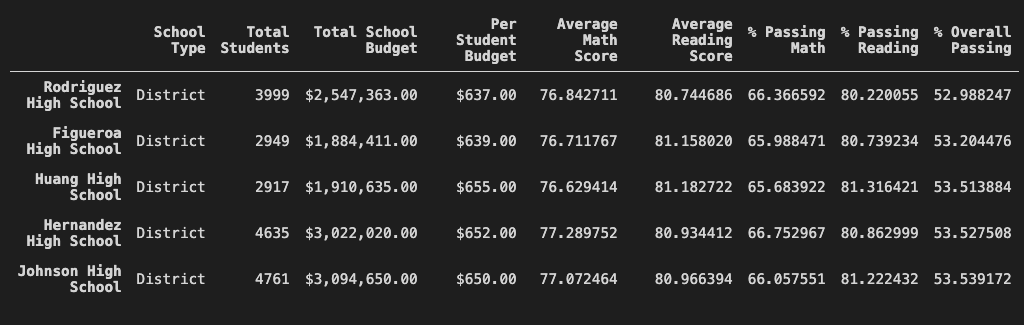 School Type Total Students Total School Budget Per Student Budget Average Math Score Average Reading Score % Passing Math % Passing Reading % Overall Passing
Rodriguez High School District 3999 $2,547,363.00 $637.00 76.842711 80.744686 66.366592 80.220055 52.988247
Figueroa High School District 2949 $1,884,411.00 $639.00 76.711767 81.158020 65.988471 80.739234 53.204476
Huang High School District 2917 $1,910,635.00 $655.00 76.629414 81.182722 65.683922 81.316421 53.513884
Hernandez High School District 4635 $3,022,020.00 $652.00 77.289752 80.934412 66.752967 80.862999 53.527508
Johnson High School District 4761 $3,094,650.00 $650.00 77.072464 80.966394 66.057551 81.222432 53.539172